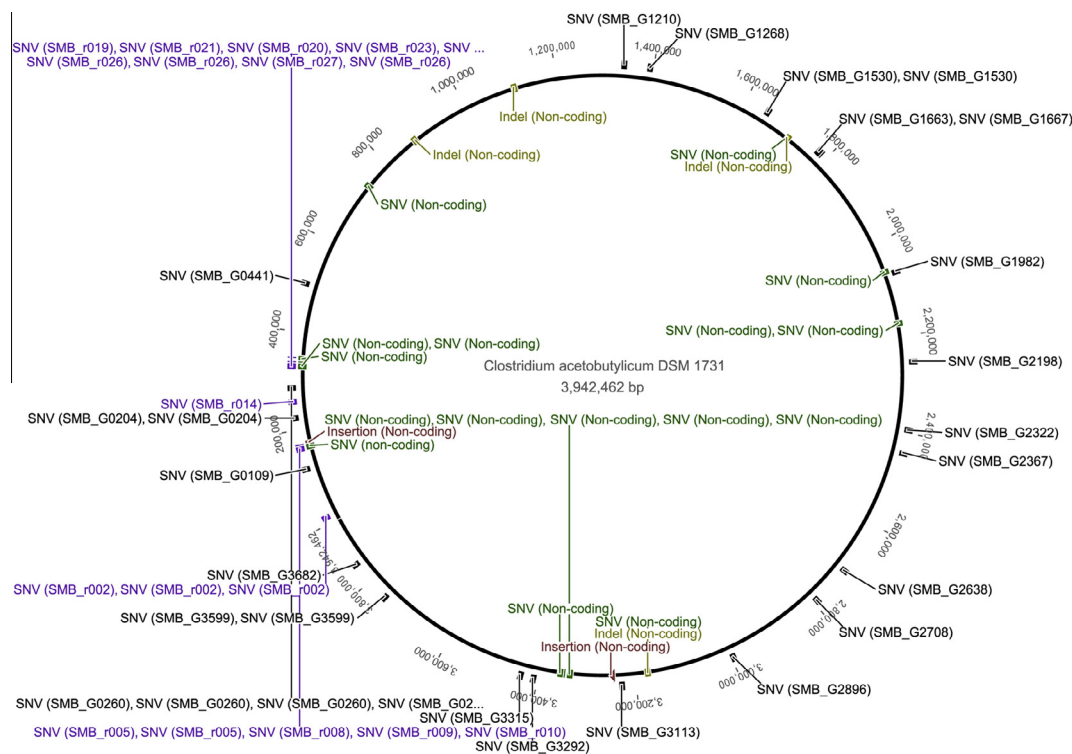 SNV (SMB_G1210)
SNV (SMB_G1268)
SNV (SMB_r019), SNV (SMB_r021), SNV (SMB_r020), SNV (SMB_r023), SNV ...
SNV (SMB_r026), SNV (SMB_r026), SNV (SMB_r027), SNV (SMB_r026)
1,200,000
1,400,000
1,000,000
1,600,000
SNV (SMB_G1530), SNV (SMB_G1530)
Indel (Non-coding)
SNV (SMB_G1663), SNV (SMB_G1667)
800,000
1,800,000
Indel (Non-coding)
SNV (Non-coding)
Indel (Non-coding)
SNV (Non-coding)
600,000
2,000,000
SNV (SMB_G0441)
SNV (SMB_G1982)
SNV (Non-coding)
400,000
SNV (Non-coding), SNV (Non-coding)
2,200,000
SNV (Non-coding), SNV (Non-coding)
SNV (Non-coding)
Clostridium acetobutylicum DSM 1731
SNV (SMB_G2198)
3,942,462 bp
SNV (SMB_r014)
SNV (SMB_G0204), SNV (SMB_G0204)
SNV (Non-coding), SNV (Non-coding), SNV (Non-coding), SNV (Non-coding), SNV (Non-coding)
200,000
Insertion (Non-coding)
SNV (non-coding)
2,400,000
SNV (SMB_G2322)
SNV (SMB_G2367)
SNV (SMB_G0109)
2,600,000
3,942,462
SNV (SMB_G3682)
3,800,000
SNV (SMB_r002), SNV (SMB_r002), SNV (SMB_r002)
SNV (SMB_G2638)
2,800,000
SNV (SMB_G3599), SNV (SMB_G3599)
SNV (Non-coding)
SNV (Non-coding)
Indel (Non-coding)
Insertion (Non-coding)
SNV (SMB_G2708)
3,600,000
3,000,000
SNV (SMB_G2896)
3,400,000
3,200,000
SNV (SMB_G0260), SNV (SMB_G0260), SNV (SMB_G0260), SNV (SMB_G02...
SNV (SMB_G3315)
SNV (SMB_r005), SNV (SMB_r005), SNV (SMB_r008), SNV (SMB_r009), SNV (SMB_r010)
SNV (SMB_G3113)
SNV (SMB_G3292)